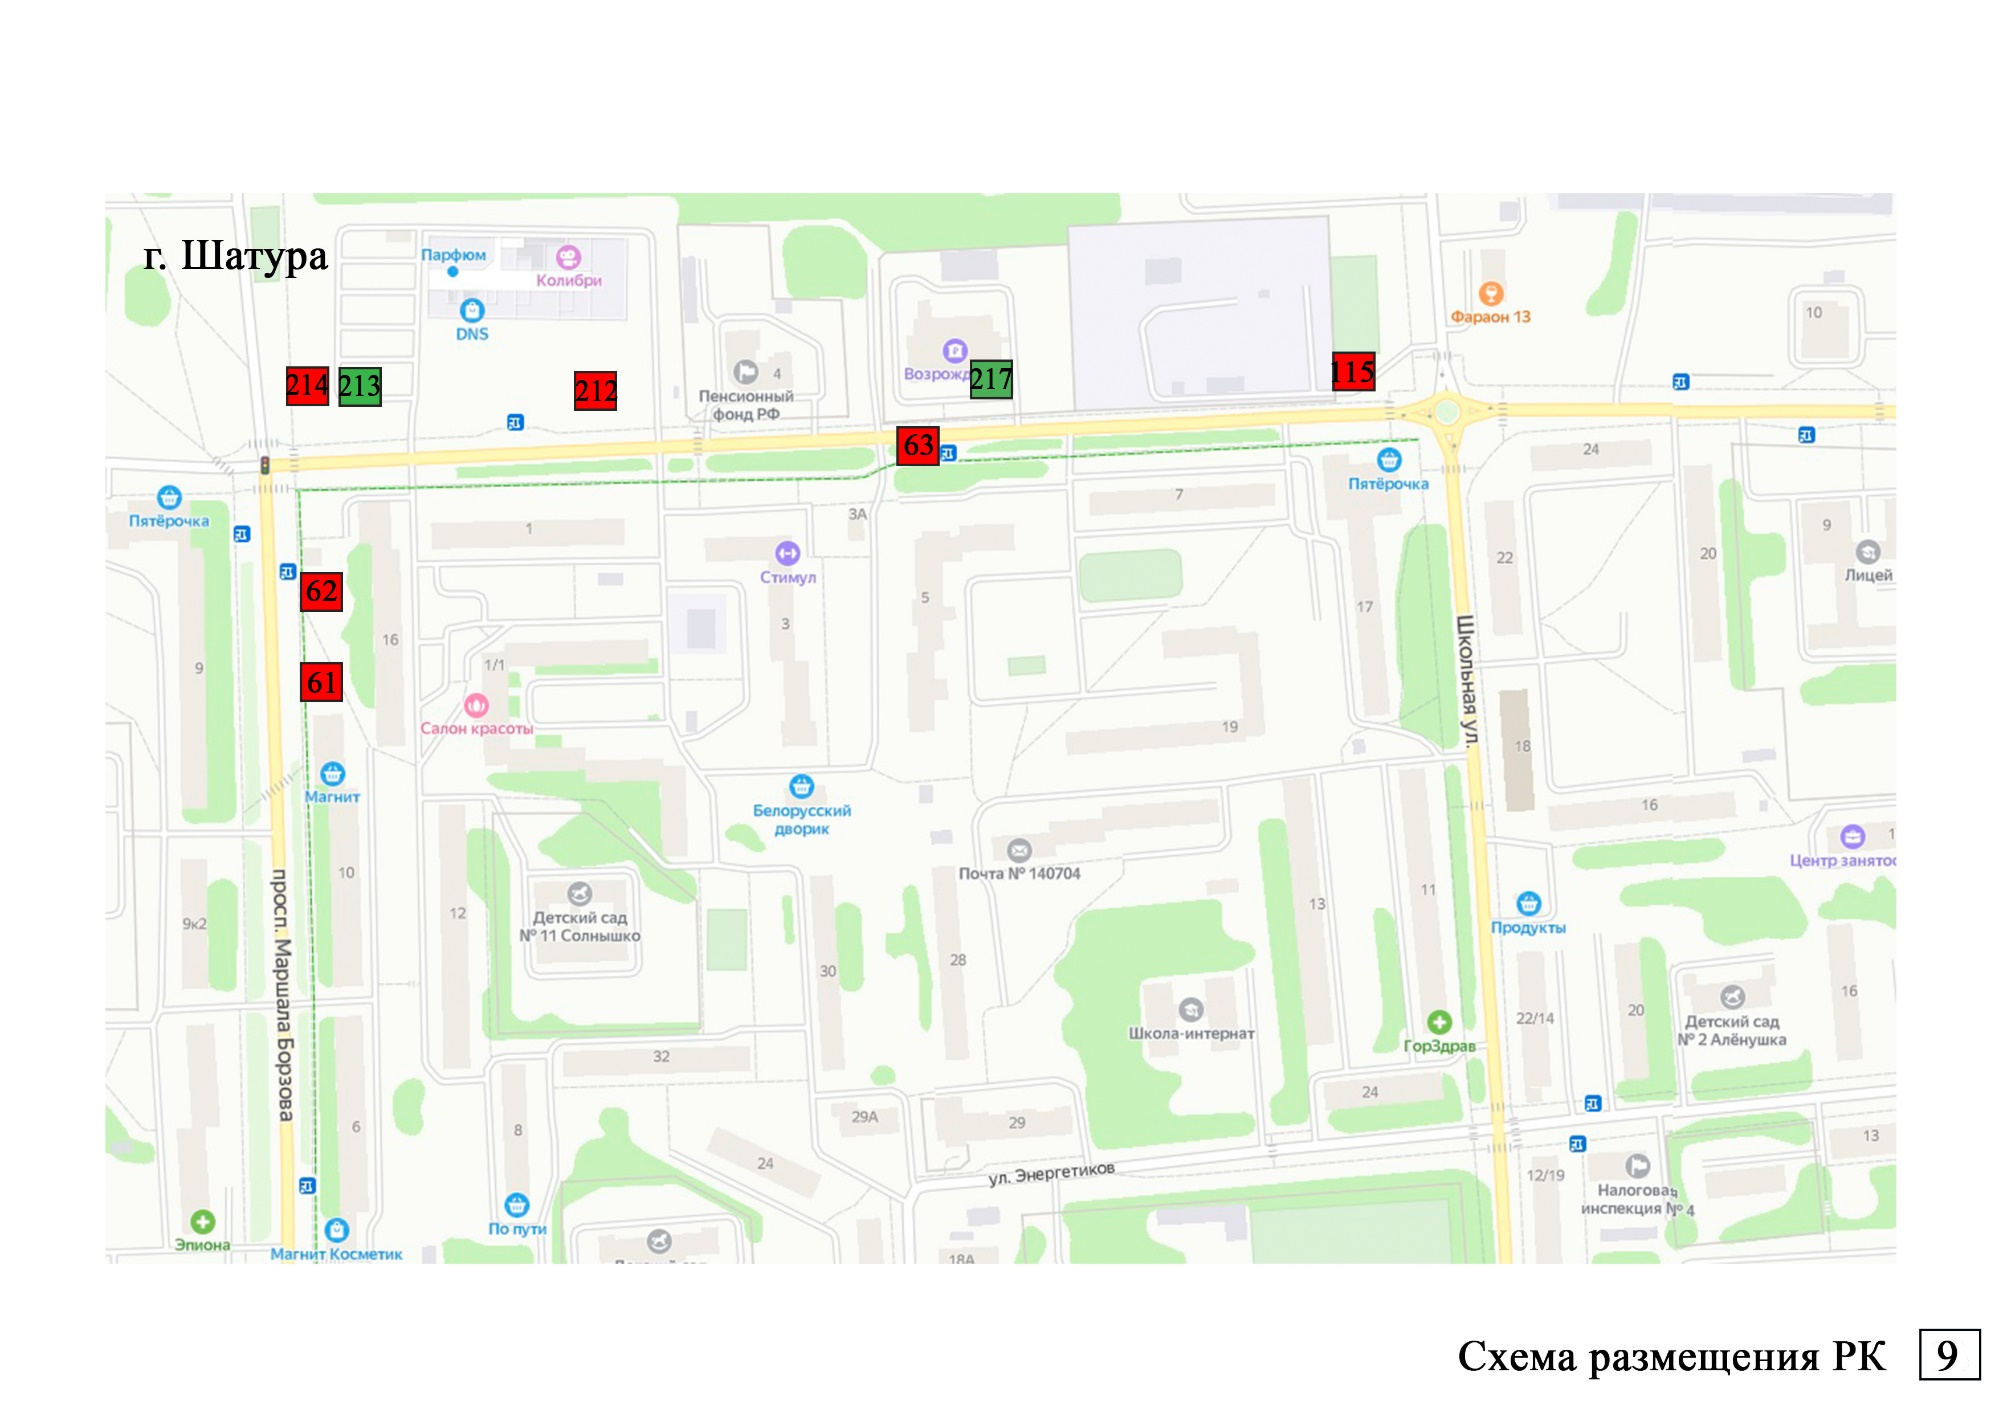 г. Шатура
Парфюм
Колибри
DNS
Фараон 13
10
214
213
212
Пенсионный
фонд РФ
4
217
115
63
24
Пятёрочка
Пятёрочка
1
3А
7
Стимул
22
20
9
Лицей
62
16
61
9
1/1
3
5
17
19
Салон красоты
Школьная ул.
18
Магнит
Белорусский
дворик
16
Центр занятос
1
Почта № 140704
10
12
Детский сад
№ 11 Солнышко
9к2
30
28
13
11
Продукты
просп. Маршала Борзова
Школа-интернат
ГорЗдрав
22/14
20
Детский сад
№ 2 Алёнушка
16
32
6
8
29А
29
24
13
24
ул. Энергетиков
12/19
Налоговая
инспекция № 4
Эпиона
Магнит Косметик
По пути
18А
Схема размещения РК
9